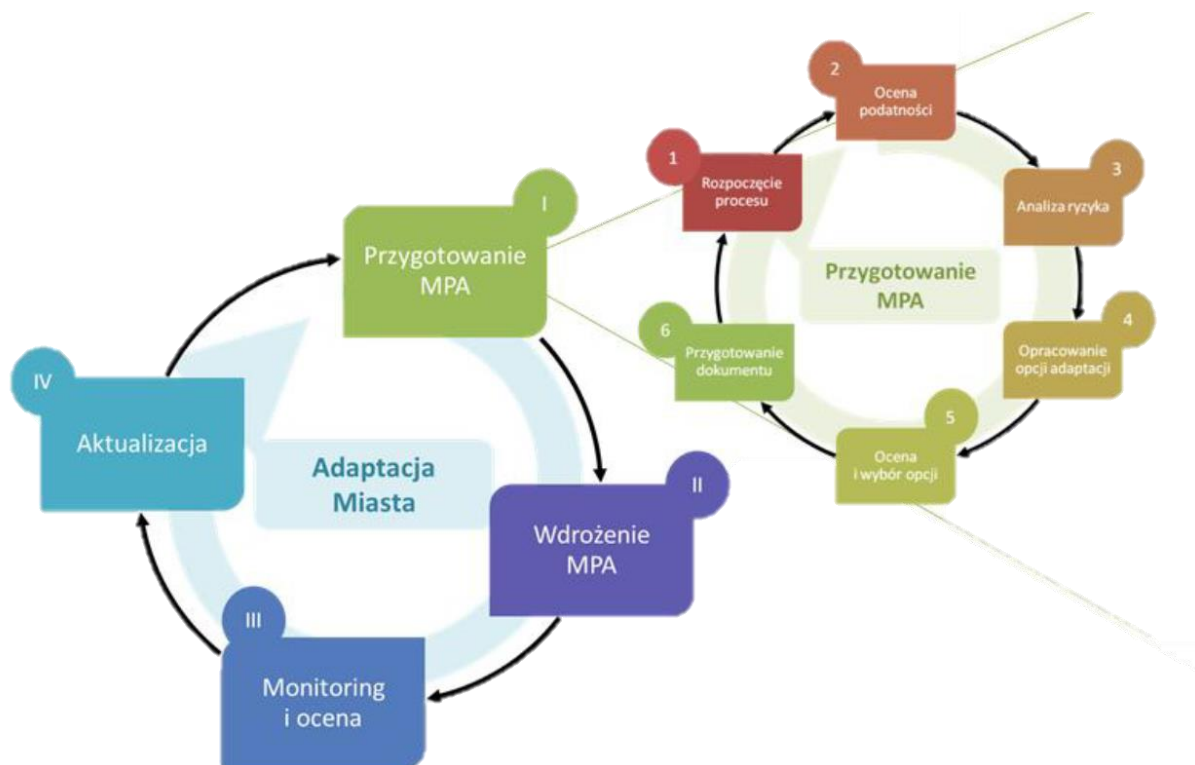 I
Przygotowanie
MPA
II
Wdrożenie
MPA
III
Monitoring
i ocena
IV
Aktualizacja
Adaptacja
Miasta
1
Rozpoczęcie
procesu
2
Ocena
podatności
3
Analiza ryzyka
4
Opracowanie
opcji adaptacji
5
Ocena
i wybór opcji
6
Przygotowanie
dokumentu
Przygotowanie
MPA